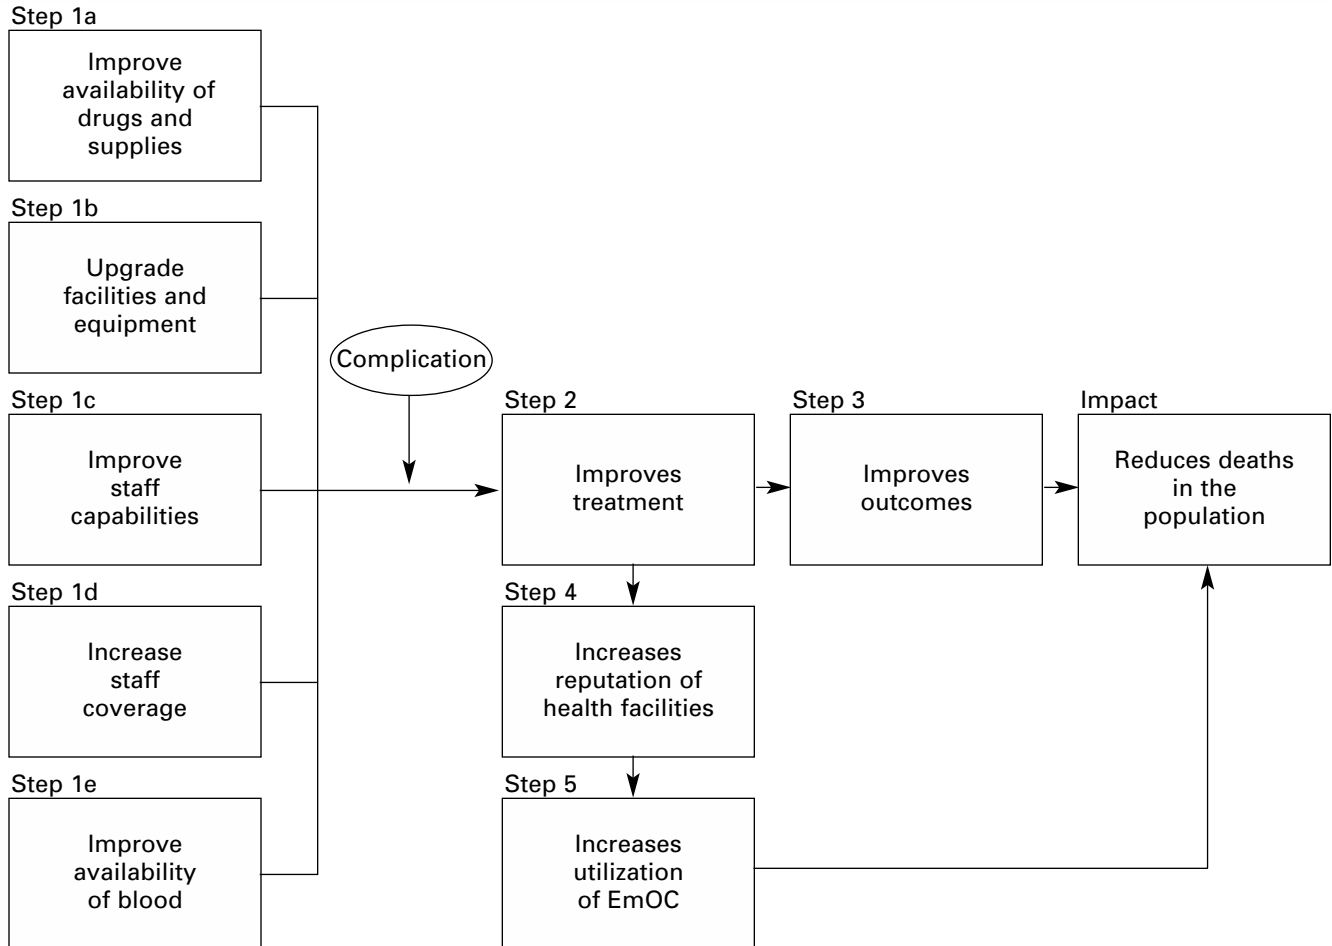 Step 1a
Improve
availability of
drugs and
supplies
Step 1b
Upgrade
facilities and
equipment
Complication
Step 1c
Improve
staff
capabilities
Step 2
Improves
treatment
Step 3
Improves
outcomes
Impact
Reduces deaths
in the
population
Step 1d
Increase
staff
coverage
Step 4
Increases
reputation of
health facilities
Step 1e
Improve
availability
of blood
Step 5
Increases
utilization
of EmOC